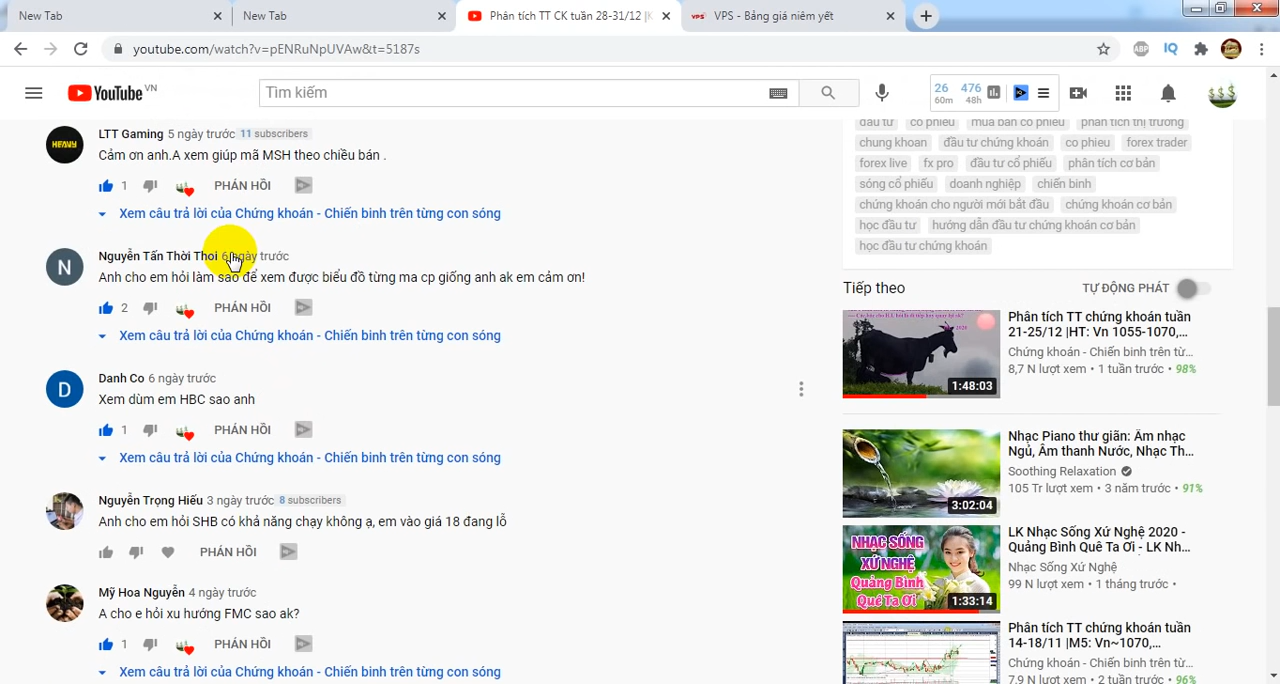 New Tab
New Tab
Phân tích TT CK tuần 28-31/12 |K
VPS - Bảng giá niêm yết
youtube.com/watch?v=pENRuNpUVAw&t=5187s
ABP
IQ
YouTube VN
Tìm kiếm
26 476
60m 48h
LTT Gaming 5 ngày trước 11 subscribers
Cảm ơn anh.A xem giúp mã MSH theo chiều bán .
1 PHẢN HỒI
Xem câu trả lời của Chứng khoán - Chiến binh trên từng con sóng
N
Nguyễn Tấn Thời Thoi 6 ngày trước
Anh cho em hỏi làm sao để xem được biểu đồ từng ma cp giống anh ak em cảm ơn!
2 PHẢN HỒI
Xem câu trả lời của Chứng khoán - Chiến binh trên từng con sóng
D
Danh Co 6 ngày trước
Xem dùm em HBC sao anh
1 PHẢN HỒI
Xem câu trả lời của Chứng khoán - Chiến binh trên từng con sóng
Nguyễn Trọng Hiếu 3 ngày trước 8 subscribers
Anh cho em hỏi SHB có khả năng chạy không ạ, em vào giá 18 đang lỗ
PHẢN HỒI
Mỹ Hoa Nguyễn 4 ngày trước
A cho e hỏi xu hương FMC sao ak?
1 PHẢN HỒI
Xem câu trả lời của Chứng khoán - Chiến binh trên từng con sóng
đầu tư cổ phiếu mua bán cổ phiếu phân tích thị trường
chung khoan đầu tư chứng khoán co phieu forex trader
forex live fx pro đầu tư cổ phiếu phân tích cơ bản
sóng cổ phiếu doanh nghiệp chiến binh
chứng khoán cho người mới bắt đầu chứng khoán cơ bản
học đầu tư hướng dẫn đầu tư chứng khoán cơ bản
học đầu tư chứng khoán
Tiếp theo TỰ ĐỘNG PHÁT
1:48:03
Phân tích TT chứng khoán tuần
21-25/12 |HT: Vn 1055-1070,...
Chứng khoán - Chiến binh trên từ...
8,7 N lượt xem • 1 tuần trước • 98%
3:02:04
Nhạc Piano thư giãn: Âm nhạc
Ngủ, Âm thanh Nước, Nhạc Th...
Soothing Relaxation
105 Tr lượt xem • 3 năm trước • 91%
NHẠC SỐNG
XỨ NGHỆ
Quảng Bình
Quê Ta Ơi
1:33:14
LK Nhạc Sống Xứ Nghệ 2020 -
Quảng Bình Quê Ta Ơi - LK Nh...
Nhạc Sống Xứ Nghệ
99 N lượt xem • 1 tháng trước •
Phân tích TT chứng khoán tuần
14-18/11 |M5: Vn~1070,...
Chứng khoán - Chiến binh trên từ...
7,9 N lượt xem • 2 tuần trước • 96%